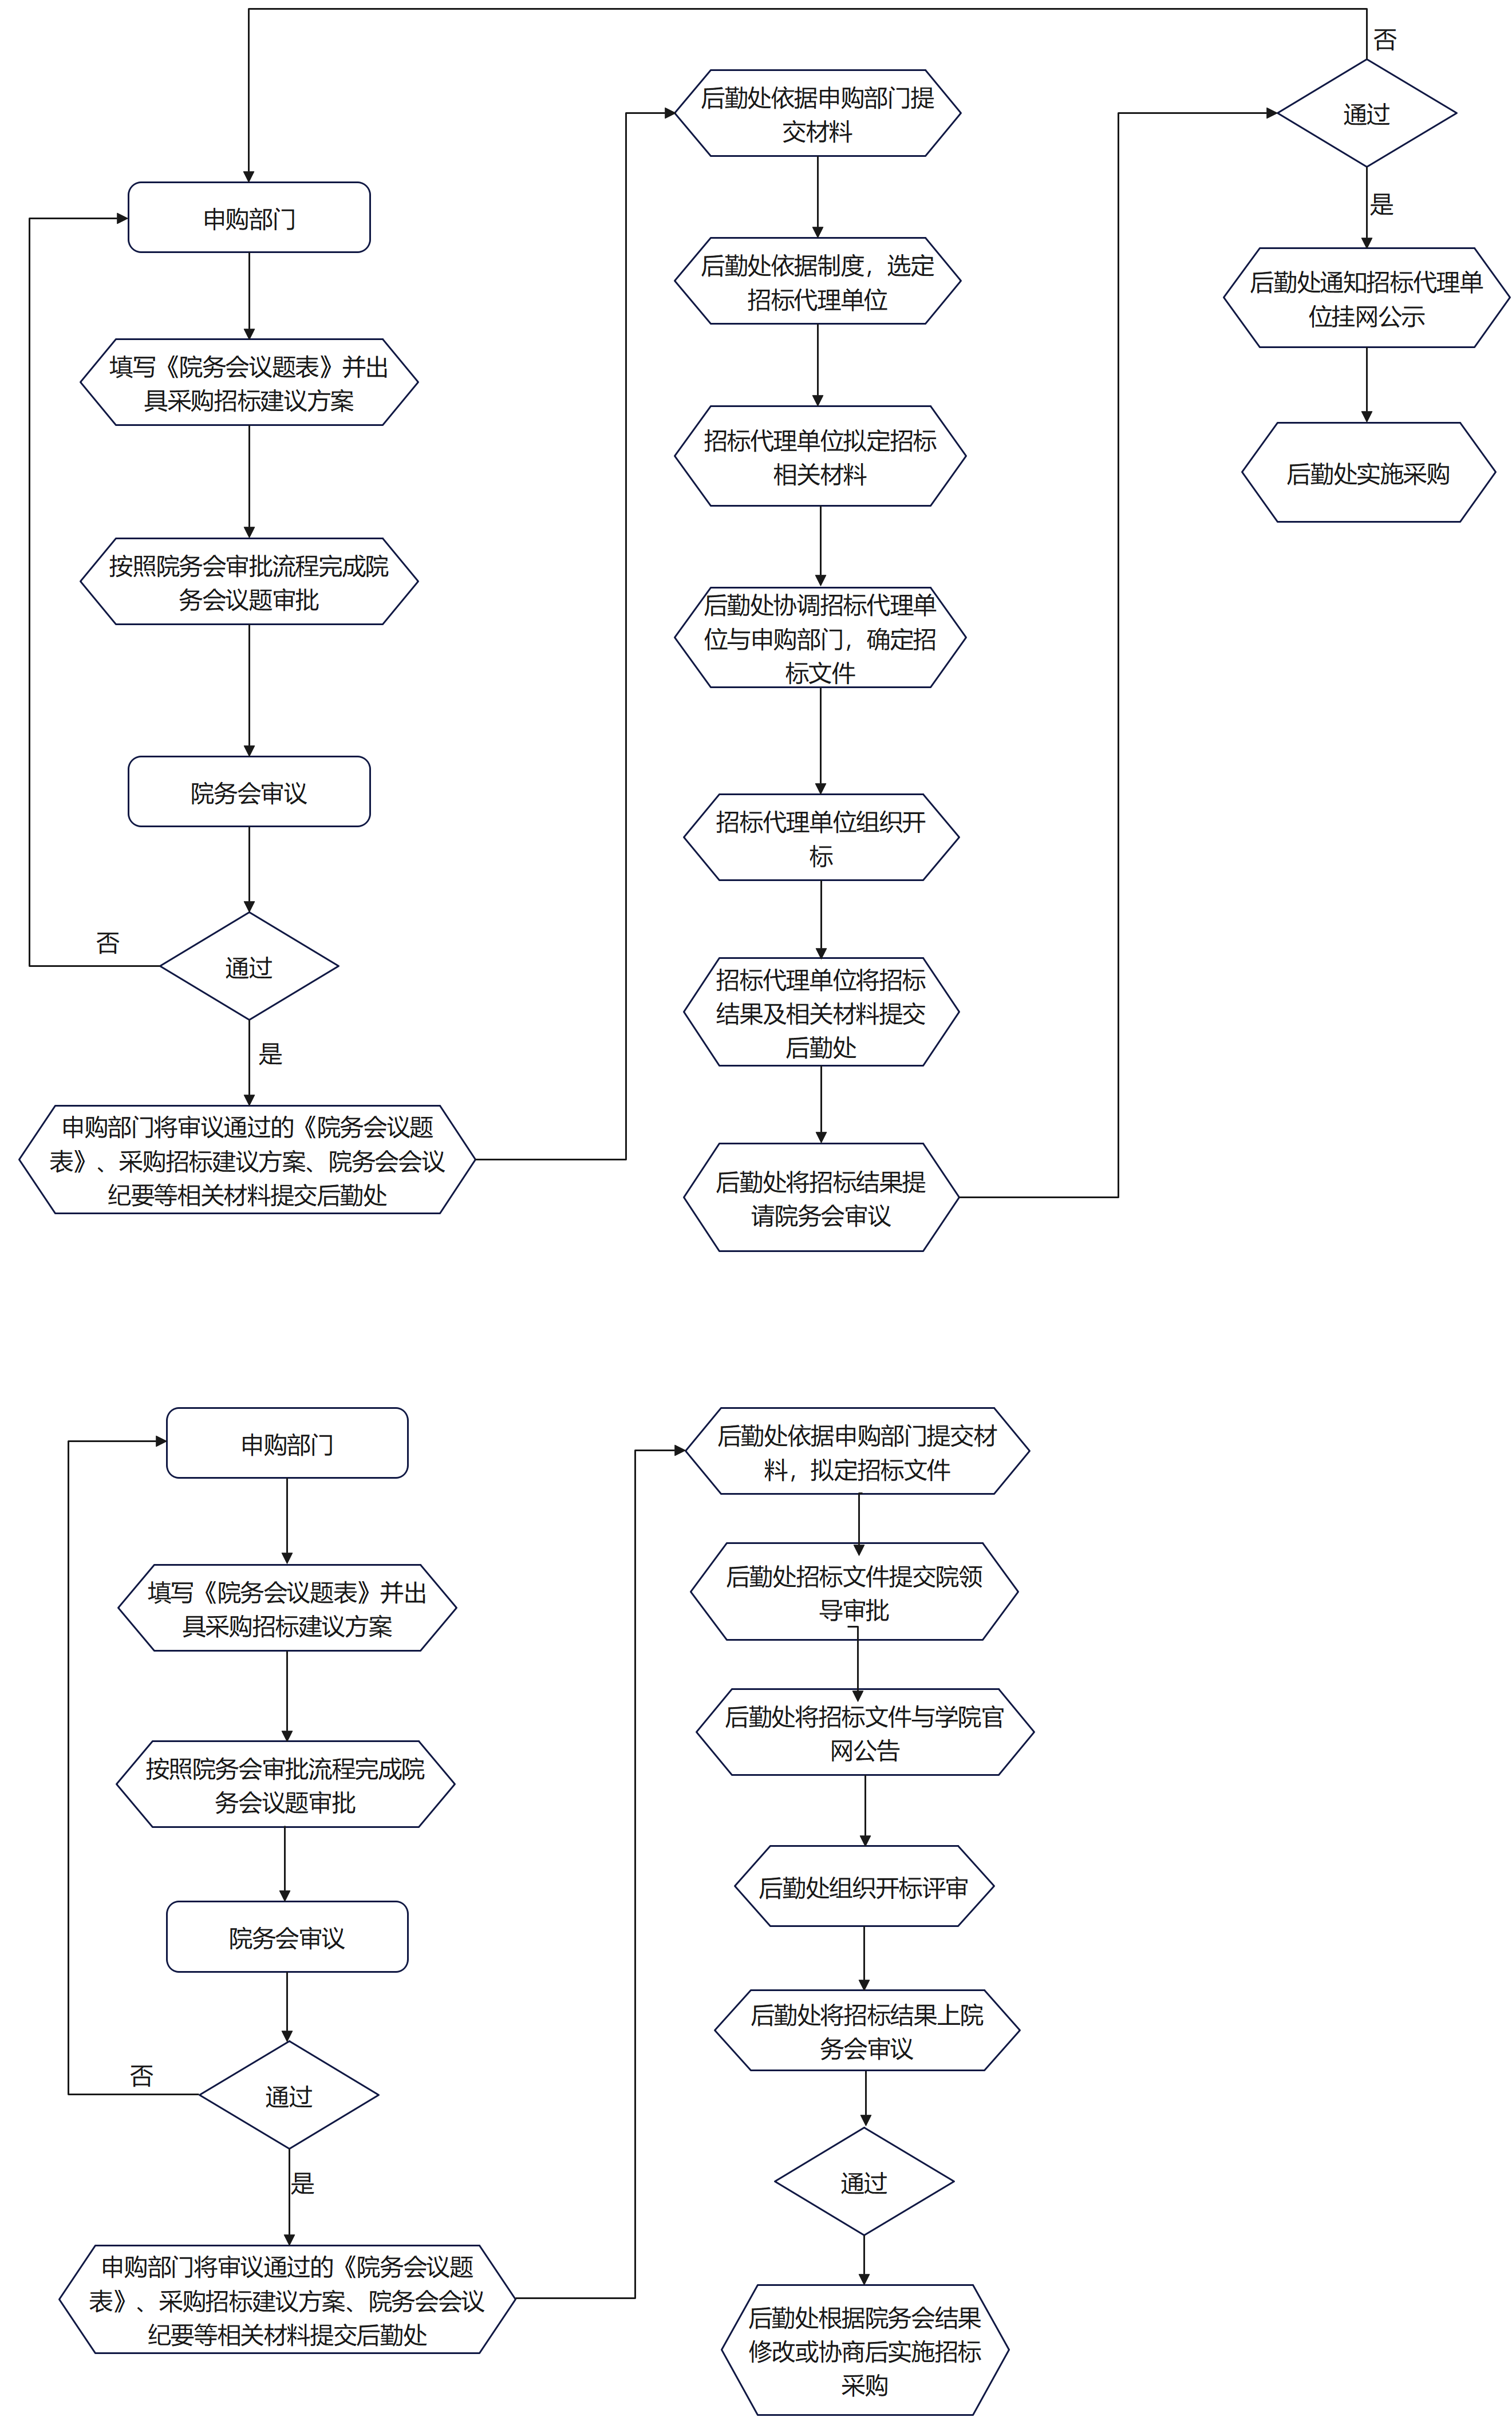 申购部门
填写《院务会议题表》并出
具采购招标建议方案
按照院务会审批流程完成院
务会议题审批
院务会审议
否
通过
是
申购部门将审议通过的《院务会议题
表》、采购招标建议方案、院务会会议
纪要等相关材料提交后勤处
后勤处依据申购部门提
交材料
后勤处依据制度，选定
招标代理单位
招标代理单位拟定招标
相关材料
后勤处协调招标代理单
位与申购部门，确定招
标文件
招标代理单位组织开
标
招标代理单位将招标
结果及相关材料提交
后勤处
后勤处将招标结果提
请院务会审议
否
通过
是
后勤处通知招标代理单
位挂网公示
后勤处实施采购
申购部门
填写《院务会议题表》并出
具采购招标建议方案
按照院务会审批流程完成院
务会议题审批
院务会审议
否
通过
是
申购部门将审议通过的《院务会议题
表》、采购招标建议方案、院务会会议
纪要等相关材料提交后勤处
后勤处依据申购部门提交材
料，拟定招标文件
后勤处招标文件提交院领
导审批
后勤处将招标文件与学院官
网公告
后勤处组织开标评审
后勤处将招标结果上院
务会审议
通过
后勤处根据院务会结果
修改或协商后实施招标
采购